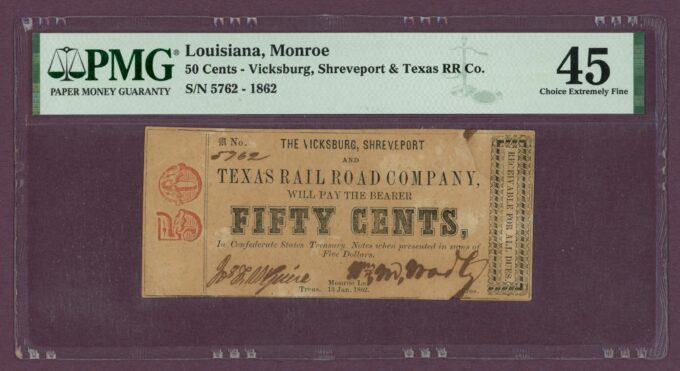 PMG
PAPER MONEY GUARANTY
Louisiana, Monroe
50 Cents - Vicksburg, Shreveport & Texas RR Co.
S/N 5762 - 1862
45
Choice Extremely Fine
No.
5762
THE VICKSBURG, SHREVEPORT
AND
TEXAS RAIL ROAD COMPANY,
WILL PAY THE BEARER
FIFTY CENTS,
In Confederate States Treasury Notes when presented in sums of
Five Dollars.
Monroe La
Treas. 13 Jan. 1862.
50
RECEIVABLE FOR ALL DUES.